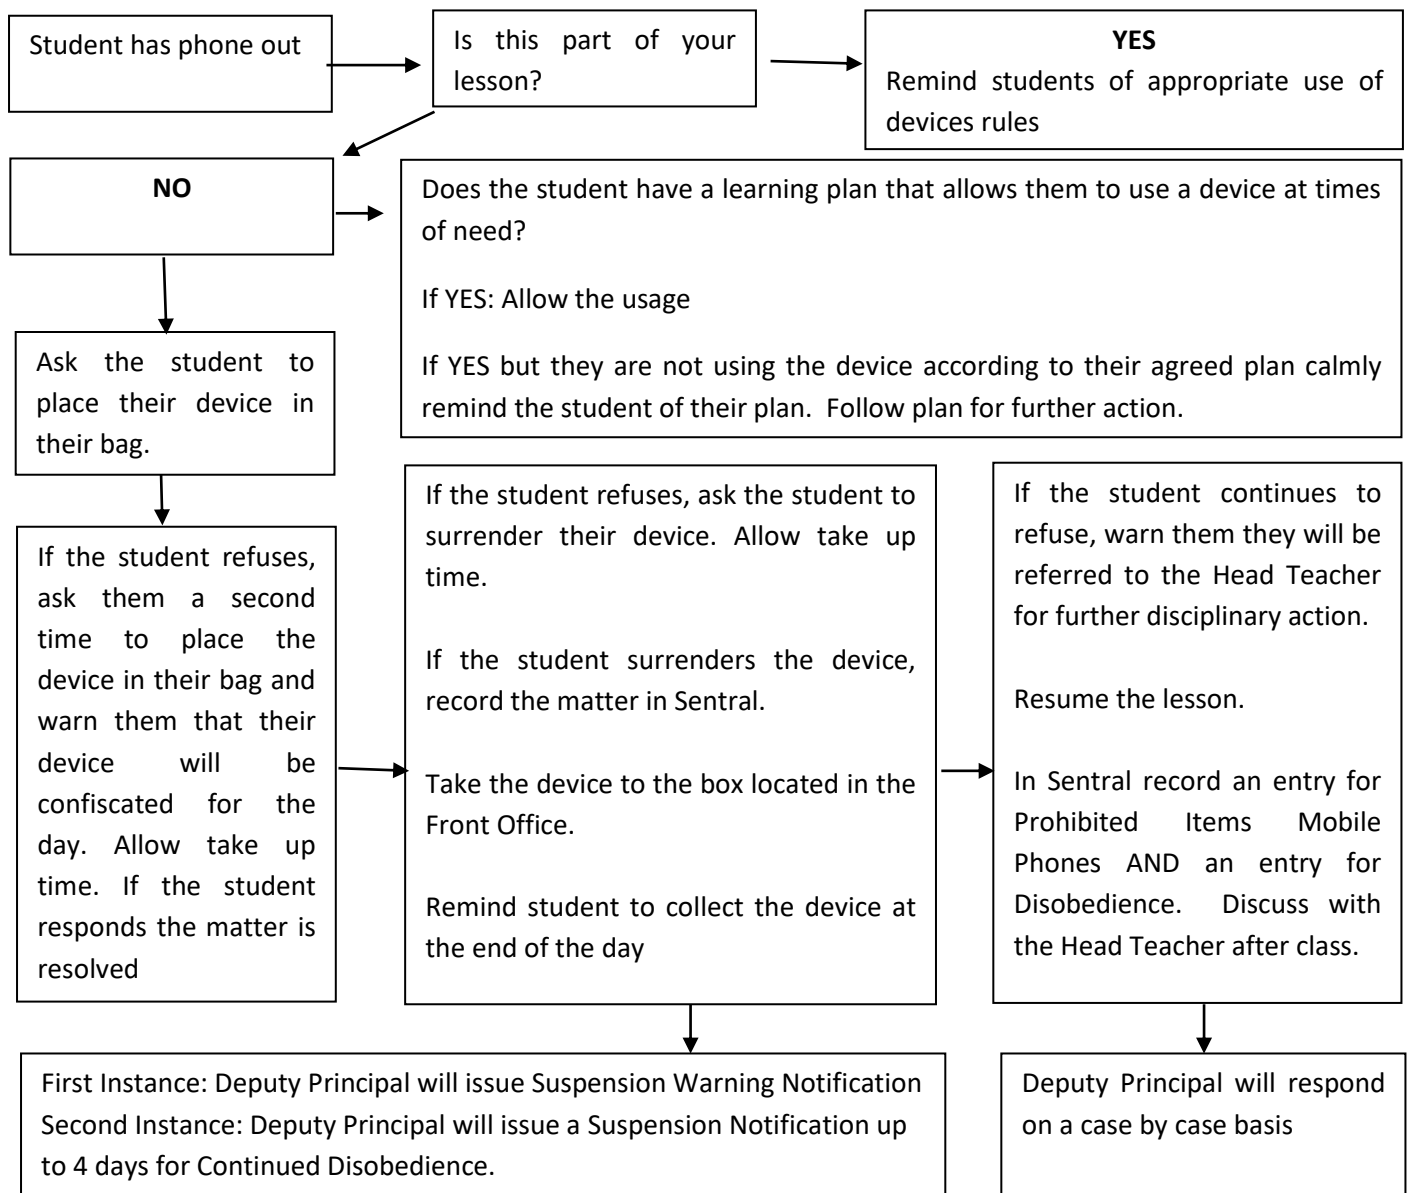 Student has phone out
Is this part of your
lesson?
YES
Remind students of appropriate use of
devices rules
NO
Does the student have a learning plan that allows them to use a device at times
of need?
If YES: Allow the usage
If YES but they are not using the device according to their agreed plan calmly
remind the student of their plan. Follow plan for further action.
Ask the student to
place their device in
their bag.
If the student refuses,
ask them a second
time to place the
device in their bag and
warn them that their
device will be
confiscated for the
day. Allow take up
time. If the student
responds the matter is
resolved
If the student refuses, ask the student to
surrender their device. Allow take up
time.
If the student surrenders the device,
record the matter in Sentral.
Take the device to the box located in the
Front Office.
Remind student to collect the device at
the end of the day
If the student continues to
refuse, warn them they will be
referred to the Head Teacher
for further disciplinary action.
Resume the lesson.
In Sentral record an entry for
Prohibited Items Mobile
Phones AND an entry for
Disobedience. Discuss with
the Head Teacher after class.
First Instance: Deputy Principal will issue Suspension Warning Notification
Second Instance: Deputy Principal will issue a Suspension Notification up
to 4 days for Continued Disobedience.
Deputy Principal will respond
on a case by case basis